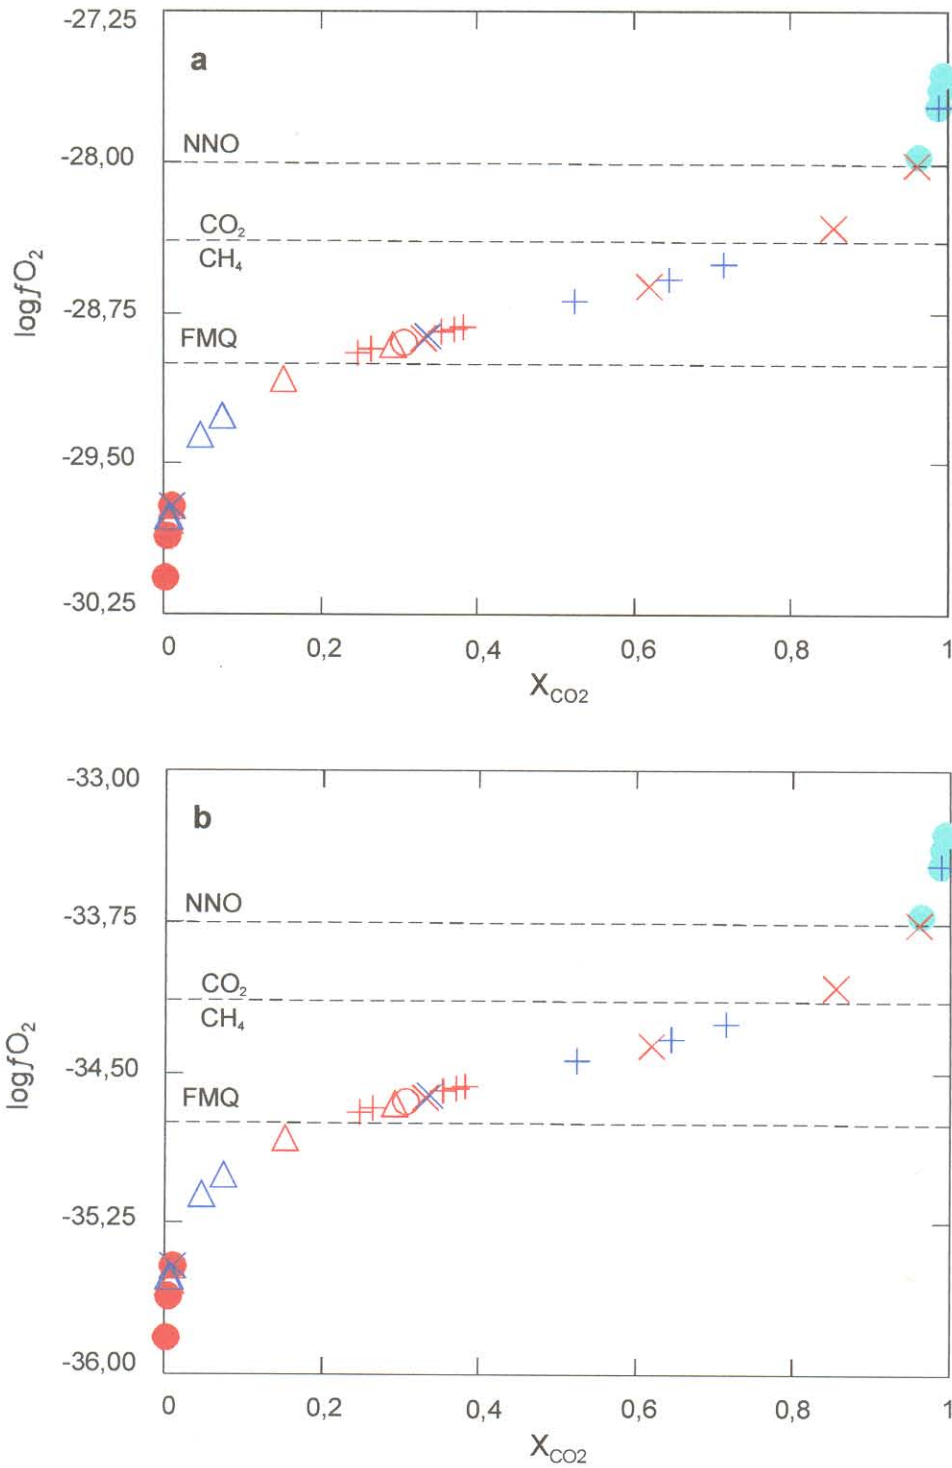 -27,25
a
NNO
-28,00
CO₂
CH₄
-28,75
FMQ
-29,50
-30,25
logfO₂
0 0,2 0,4 0,6 0,8 1
X_CO2
-33,00
b
NNO
-33,75
CO₂
CH₄
-34,50
FMQ
-35,25
-36,00
logfO₂
0 0,2 0,4 0,6 0,8 1
X_CO2